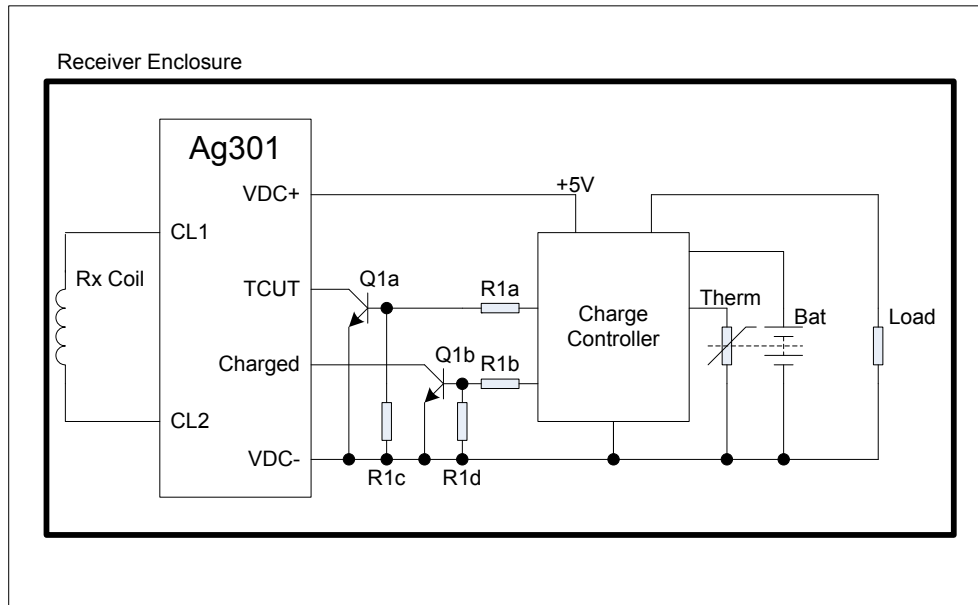 Receiver Enclosure
Ag301
VDC+
+5V
CL1
Rx Coil
TCUT
Q1a
R1a
Charge
Controller
Therm
Bat
Load
Charged
Q1b
R1b
CL2
VDC-
R1c
R1d